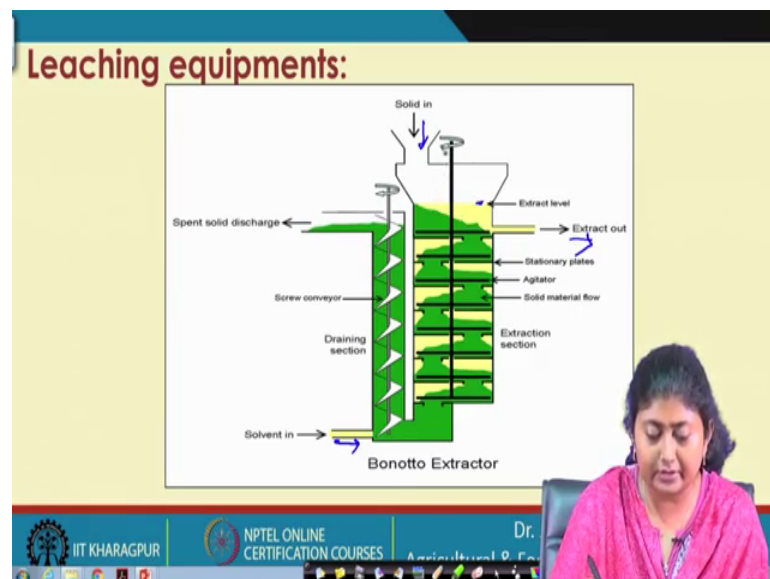 Leaching equipments:
Solid in
Extract level
Spent solid discharge
Extract out
Stationary plates
Agitator
Screw conveyor
Solid material flow
Draining
section
Extraction
section
Solvent in
Bonotto Extractor
IIT KHARAGPUR
NPTEL ONLINE
CERTIFICATION COURSES
Dr.
Agricultural &